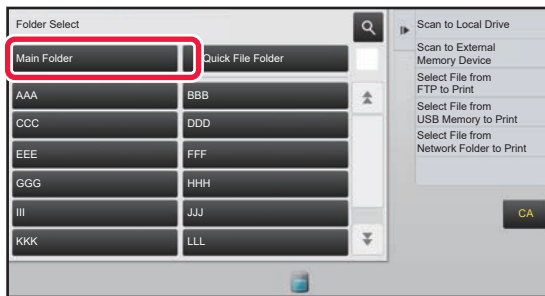 Folder Select
Main Folder
Quick File Folder
AAA
BBB
CCC
DDD
EEE
FFF
GGG
HHH
III
JJJ
KKK
LLL
Scan to Local Drive
Scan to External
Memory Device
Select File from
FTP to Print
Select File from
USB Memory to Print
Select File from
Network Folder to Print
CA